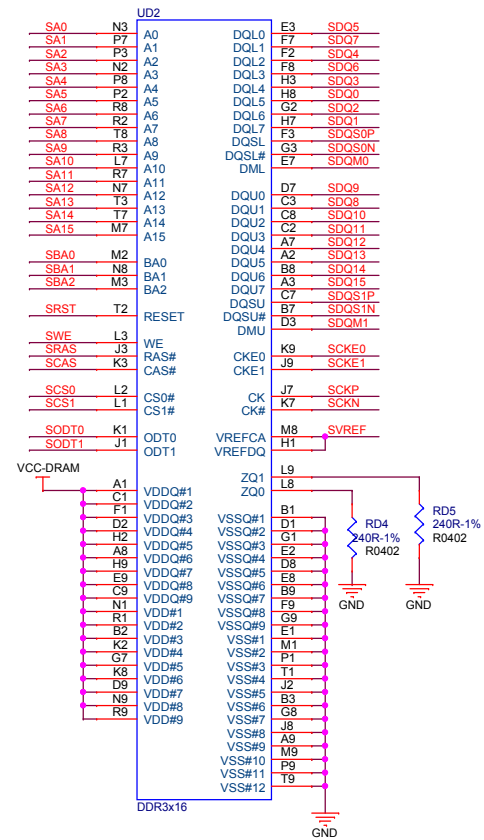 UD2
SA0 N3 A0 DQL0 E3 SDQ5
SA1 P7 A1 DQL1 F7 SDQ7
SA2 P3 A2 DQL2 F2 SDQ4
SA3 N2 A3 DQL3 F8 SDQ6
SA4 P8 A4 DQL4 H3 SDQ3
SA5 P2 A5 DQL5 H8 SDQ0
SA6 R8 A6 DQL6 G2 SDQ2
SA7 R2 A7 DQL7 H7 SDQ1
SA8 T8 A8 DQSL F3 SDQS0P
SA9 R3 A9 DQSL# G3 SDQS0N
SA10 L7 A10 DML E7 SDQM0
SA11 R7 A11
SA12 N7 A12 DQU0 D7 SDQ9
SA13 T3 A13 DQU1 C3 SDQ8
SA14 T7 A14 DQU2 C8 SDQ10
SA15 M7 A15 DQU3 C2 SDQ11
DQU4 A7 SDQ12
SBA0 M2 BA0 DQU5 A2 SDQ13
SBA1 N8 BA1 DQU6 B8 SDQ14
SBA2 M3 BA2 DQU7 A3 SDQ15
DQSU C7 SDQS1P
SRST T2 RESET DQSU# B7 SDQS1N
DMU D3 SDQM1
SWE L3 WE
SRAS J3 RAS# CKE0 K9 SCKE0
SCAS K3 CAS# CKE1 J9 SCKE1
SCS0 L2 CS0# CK J7 SCKP
SCS1 L1 CS1# CK# K7 SCKN
SODT0 K1 ODT0 VREFCA M8 SVREF
SODT1 J1 ODT1 VREFDQ H1
VCC-DRAM
ZQ1 L9
A1 VDDQ#1 ZQ0 L8
C1 VDDQ#2
F1 VDDQ#3 VSSQ#1 B1
D2 VDDQ#4 VSSQ#2 D1
H2 VDDQ#5 VSSQ#3 G1
A8 VDDQ#6 VSSQ#4 E2
H9 VDDQ#7 VSSQ#5 D8
E9 VDDQ#8 VSSQ#6 E8
C9 VDDQ#9 VSSQ#7 B9
N1 VDD#1 VSSQ#8 F9
R1 VDD#2 VSSQ#9 G9
B2 VDD#3 VSS#1 E1
K2 VDD#4 VSS#2 M1
G7 VDD#5 VSS#3 P1
K8 VDD#6 VSS#4 T1
D9 VDD#7 VSS#5 J2
N9 VDD#8 VSS#6 B3
R9 VDD#9 VSS#7 G8
VSS#8 J8
VSS#9 A9
VSS#10 M9
VSS#11 P9
VSS#12 T9
DDR3x16
RD4
240R-1%
R0402
GND
RD5
240R-1%
R0402
GND
GND